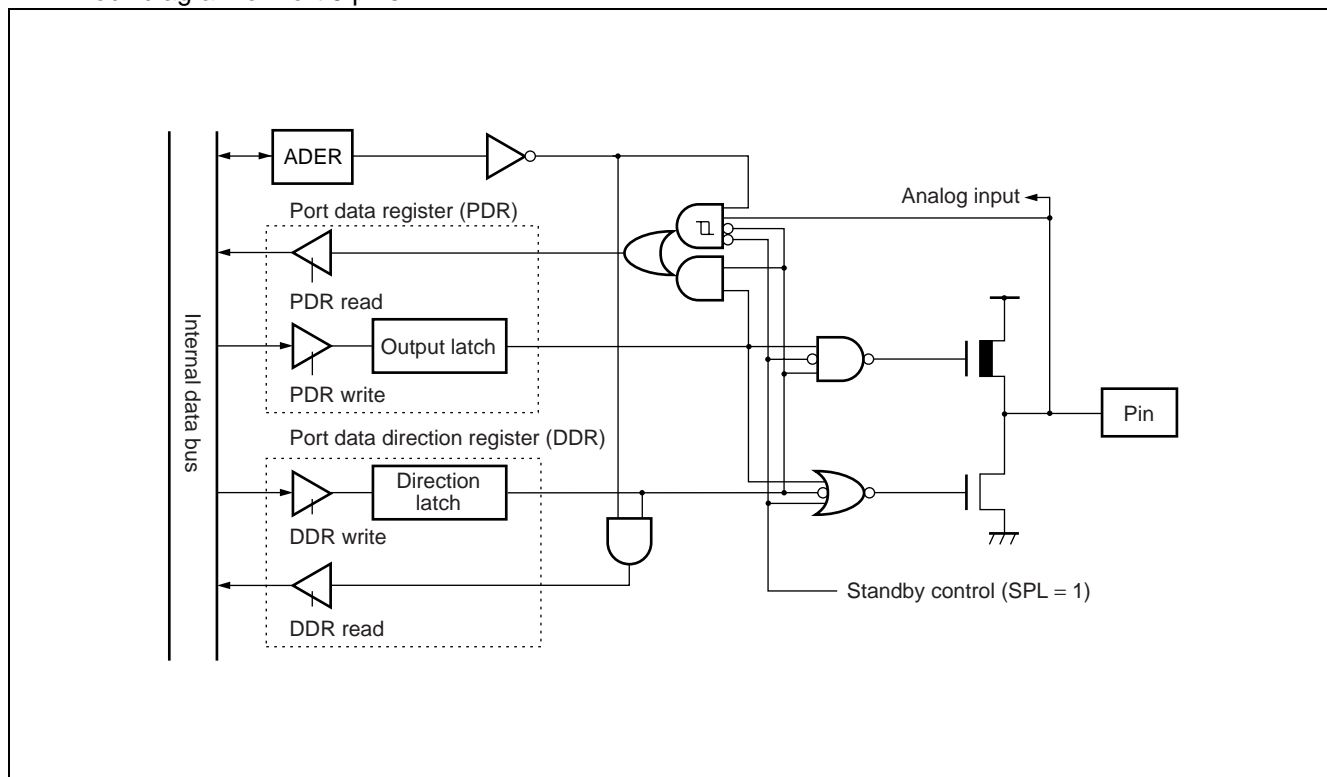 ADER
Analog input
Port data register (PDR)
PDR read
Output latch
PDR write
Internal data bus
Pin
Port data direction register (DDR)
Direction
latch
DDR write
Standby control (SPL = 1)
DDR read